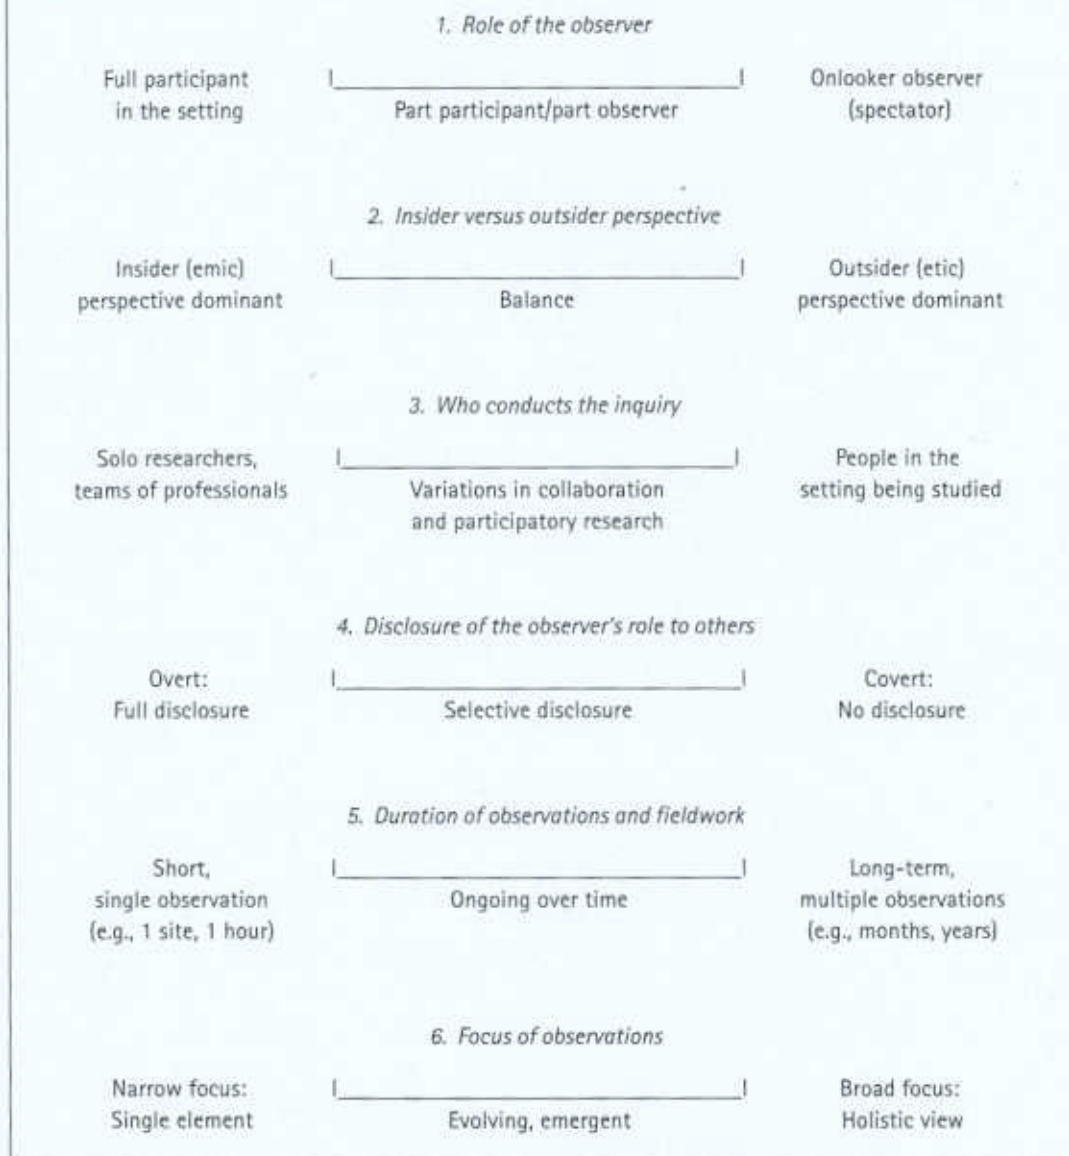 1. Role of the observer
Full participant
in the setting
Part participant/part observer
Onlooker observer
(spectator)
2. Insider versus outsider perspective
Insider (emic)
perspective dominant
Balance
Outsider (etic)
perspective dominant
3. Who conducts the inquiry
Solo researchers,
teams of professionals
Variations in collaboration
and participatory research
People in the
setting being studied
4. Disclosure of the observer's role to others
Overt:
Full disclosure
Selective disclosure
Covert:
No disclosure
5. Duration of observations and fieldwork
Short,
single observation
(e.g., 1 site, 1 hour)
Ongoing over time
Long-term,
multiple observations
(e.g., months, years)
6. Focus of observations
Narrow focus:
Single element
Evolving, emergent
Broad focus:
Holistic view